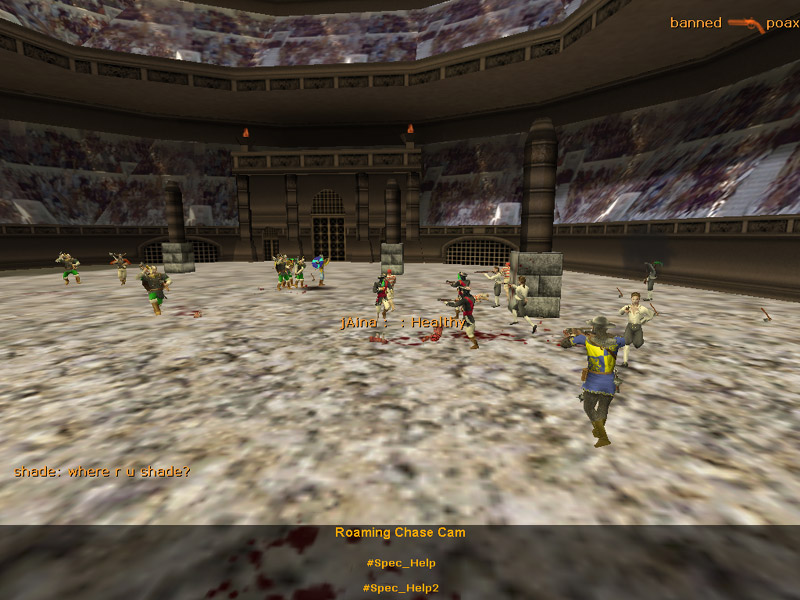 banned poax
jAina : : Healthy
shade: where r u shade?
Roaming Chase Cam
#Spec_Help
#Spec_Help2